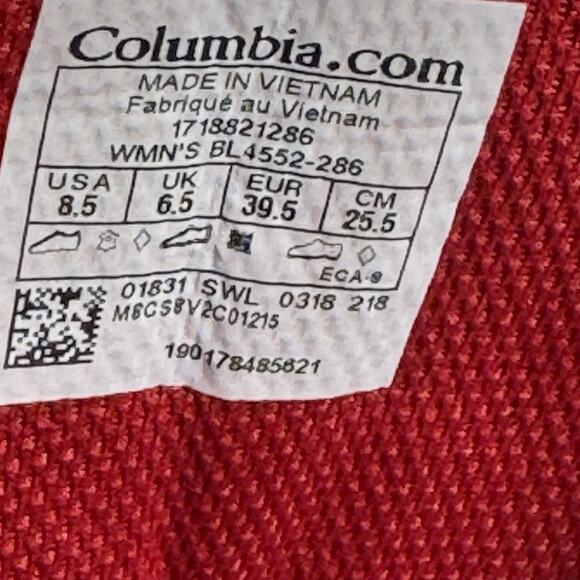 Columbia.com
MADE IN VIETNAM
Fabriqué au Vietnam
1718821286
WMN'S BL4552-286
USA UK EUR CM
8.5 6.5 39.5 25.5
ECA-9
01831 SWL 0318 218
M8CS8V2C01215
190178485621